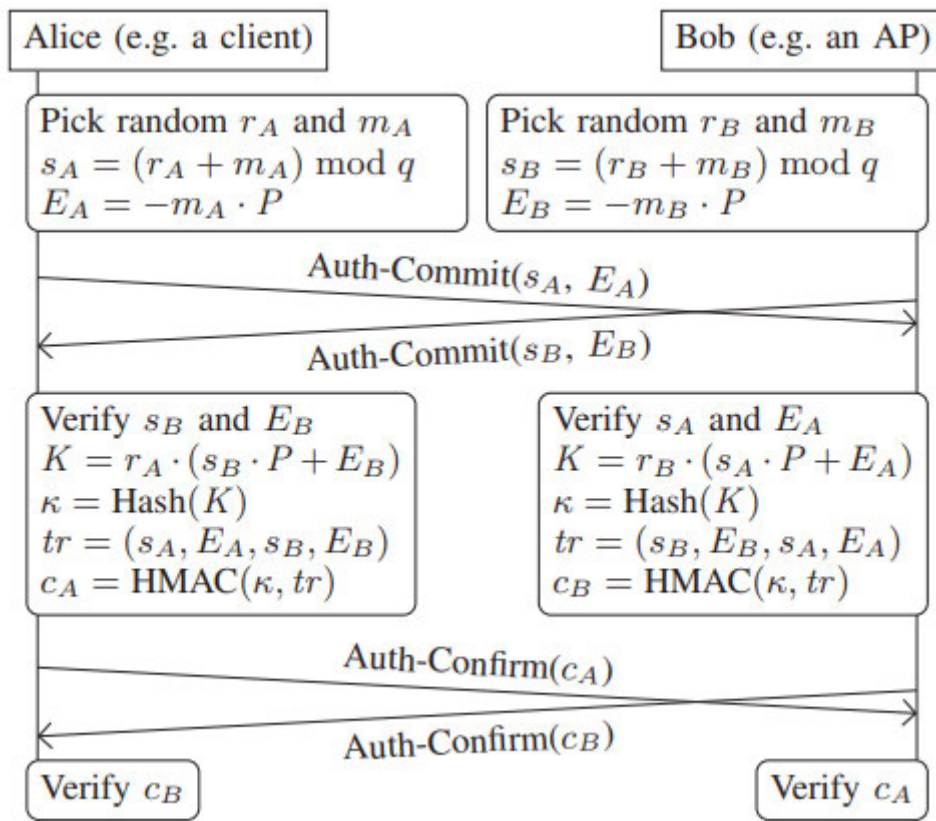 Alice (e.g. a client)
Bob (e.g. an AP)
Pick random r_A and m_A
s_A = (r_A + m_A) mod q
E_A = −m_A · P
Pick random r_B and m_B
s_B = (r_B + m_B) mod q
E_B = −m_B · P
Auth-Commit(s_A, E_A)
Auth-Commit(s_B, E_B)
Verify s_B and E_B
K = r_A · (s_B · P + E_B)
κ = Hash(K)
tr = (s_A, E_A, s_B, E_B)
c_A = HMAC(κ, tr)
Verify s_A and E_A
K = r_B · (s_A · P + E_A)
κ = Hash(K)
tr = (s_B, E_B, s_A, E_A)
c_B = HMAC(κ, tr)
Auth-Confirm(c_A)
Auth-Confirm(c_B)
Verify c_B
Verify c_A